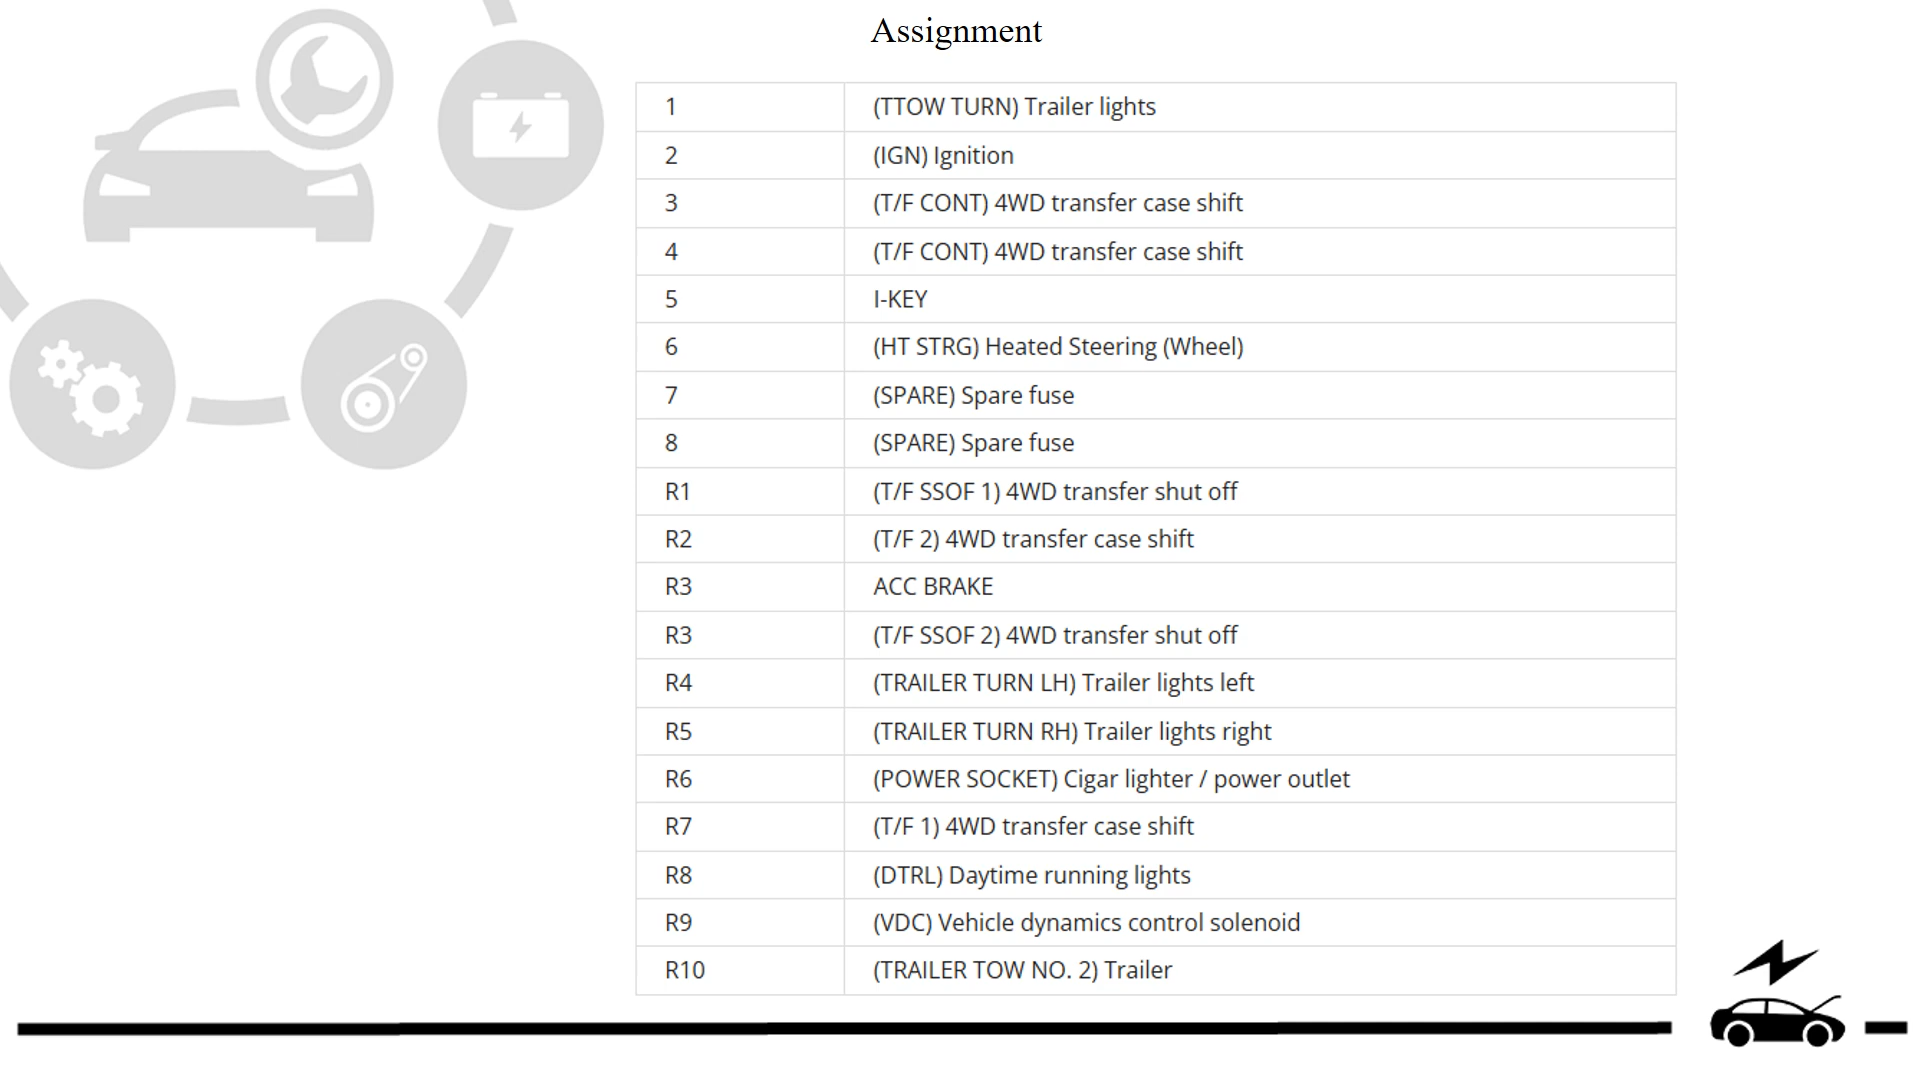 Assignment
1 (TTOW TURN) Trailer lights
2 (IGN) Ignition
3 (T/F CONT) 4WD transfer case shift
4 (T/F CONT) 4WD transfer case shift
5 I-KEY
6 (HT STRG) Heated Steering (Wheel)
7 (SPARE) Spare fuse
8 (SPARE) Spare fuse
R1 (T/F SSOF 1) 4WD transfer shut off
R2 (T/F 2) 4WD transfer case shift
R3 ACC BRAKE
R3 (T/F SSOF 2) 4WD transfer shut off
R4 (TRAILER TURN LH) Trailer lights left
R5 (TRAILER TURN RH) Trailer lights right
R6 (POWER SOCKET) Cigar lighter / power outlet
R7 (T/F 1) 4WD transfer case shift
R8 (DTRL) Daytime running lights
R9 (VDC) Vehicle dynamics control solenoid
R10 (TRAILER TOW NO. 2) Trailer